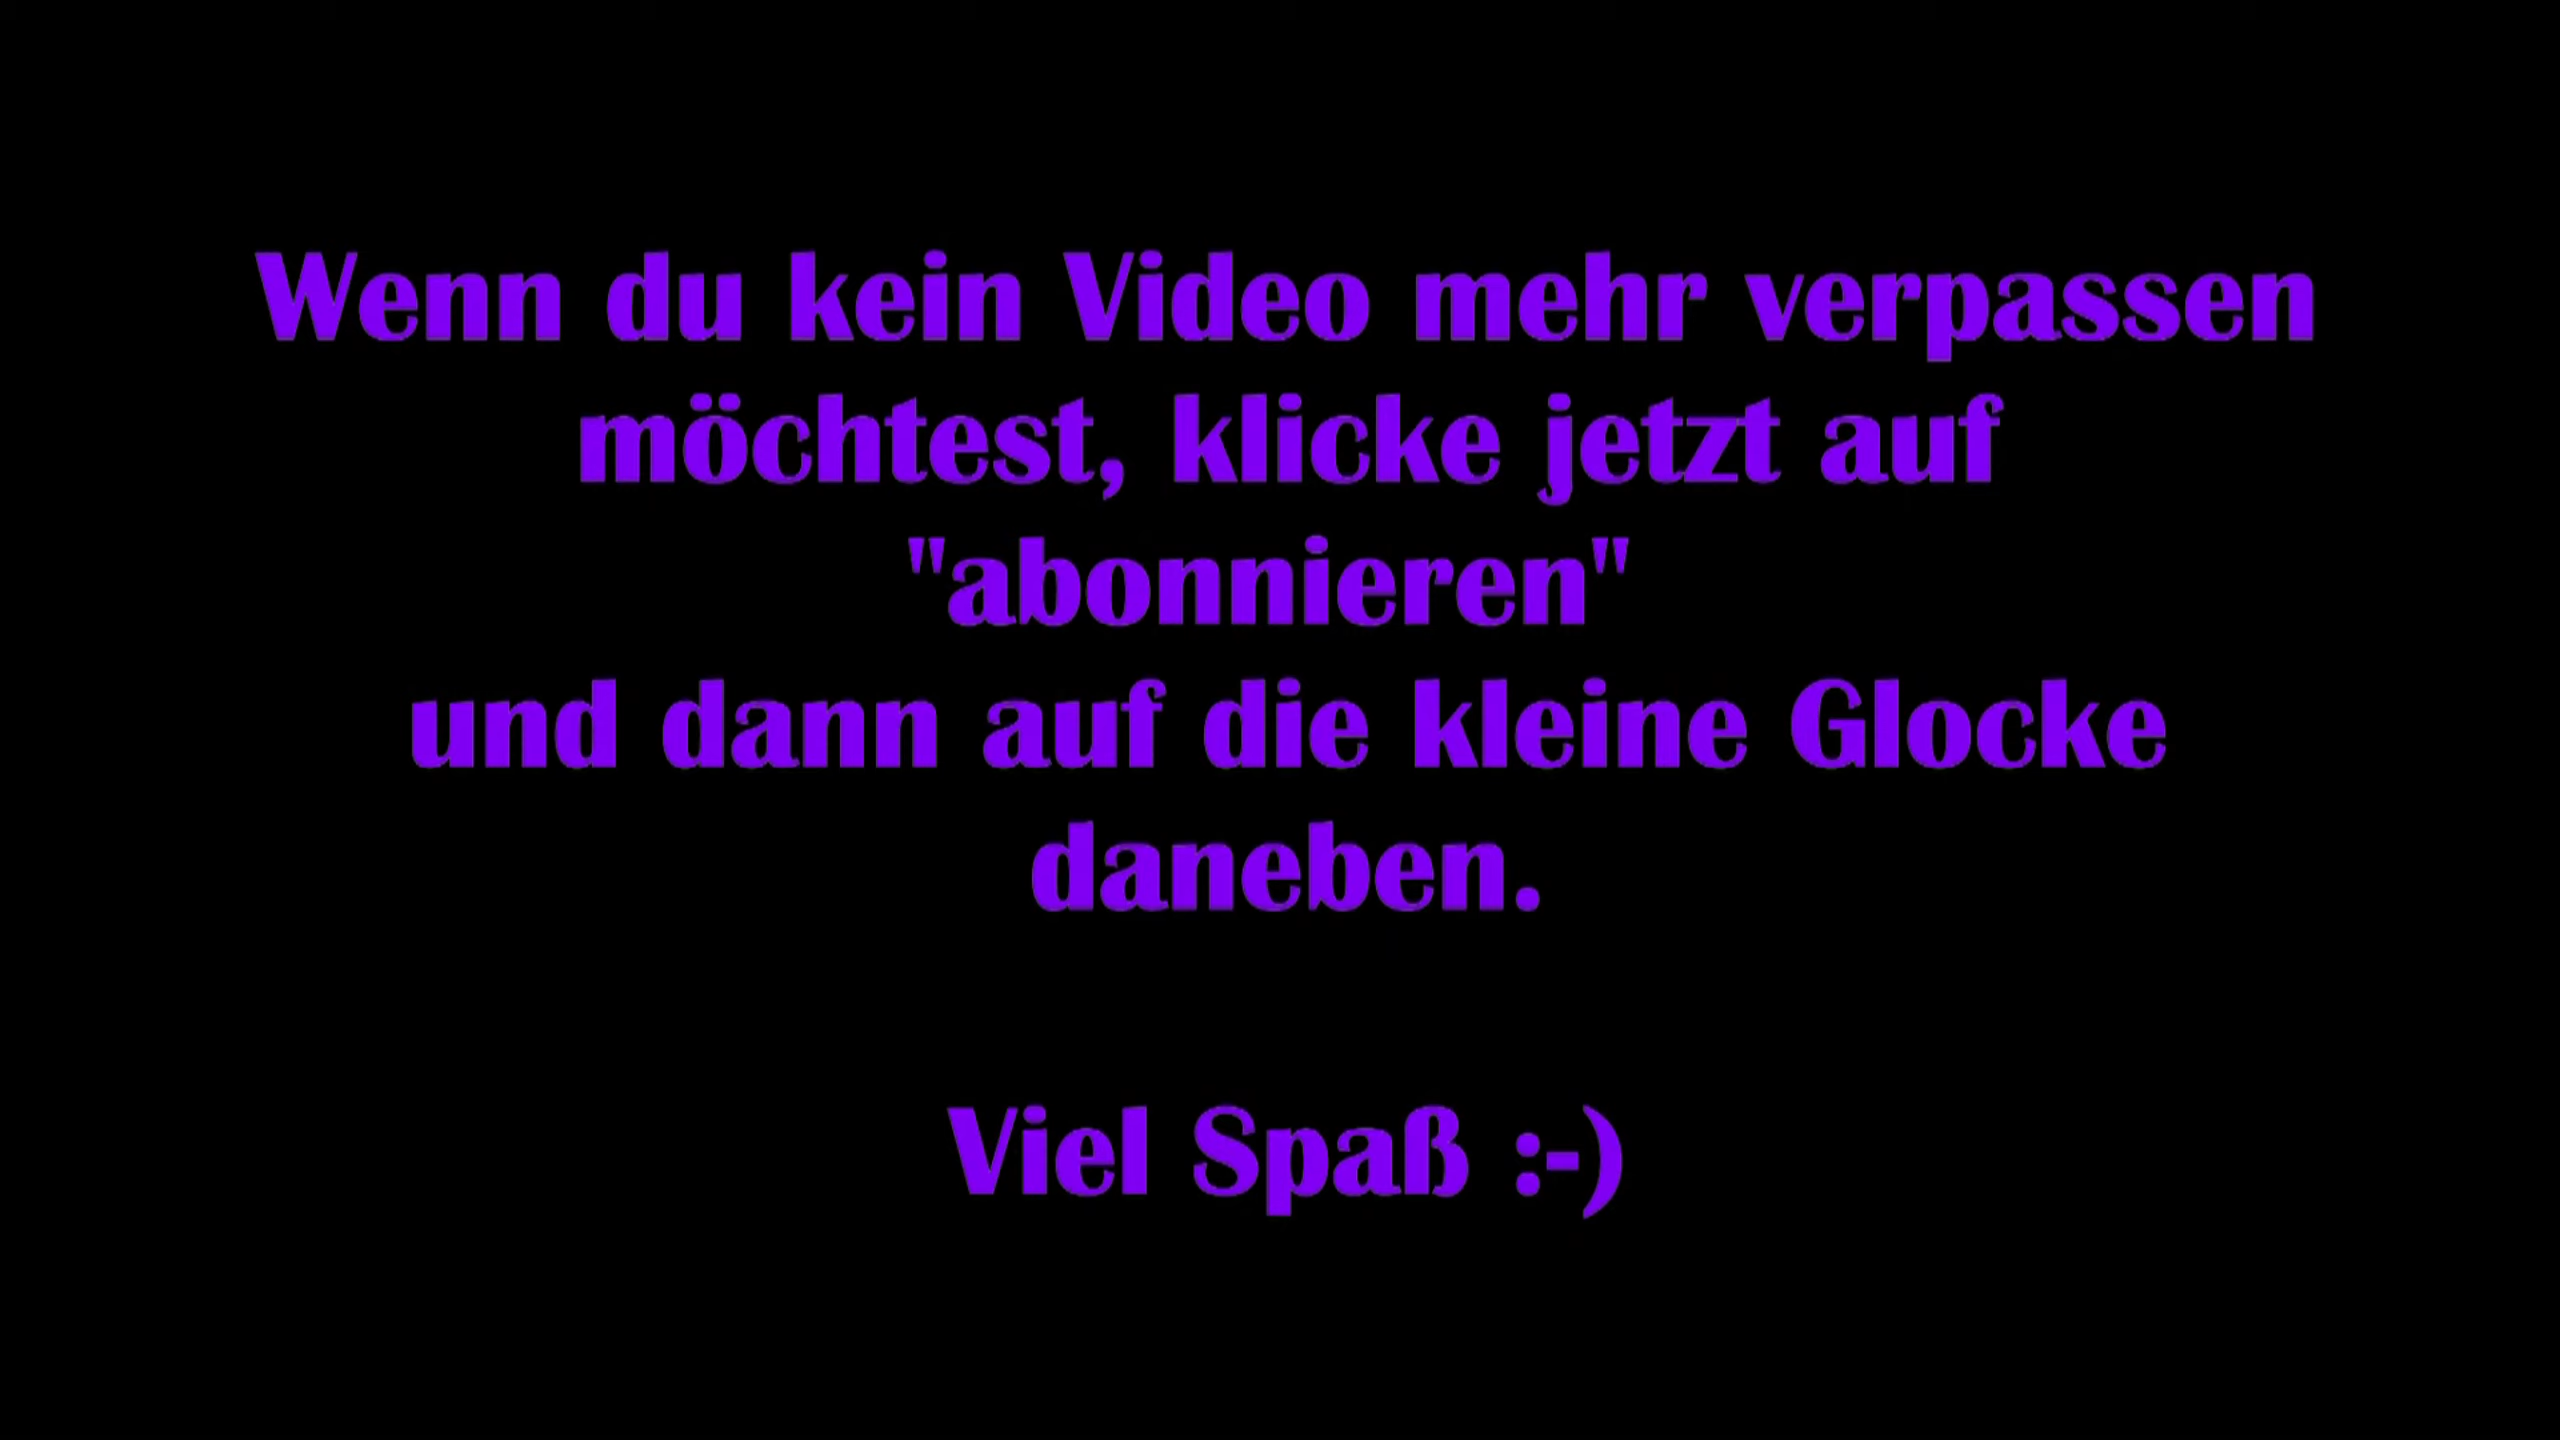 Wenn du kein Video mehr verpassen
möchtest, klicke jetzt auf
"abonnieren"
und dann auf die kleine Glocke
daneben.
Viel Spaß :-)